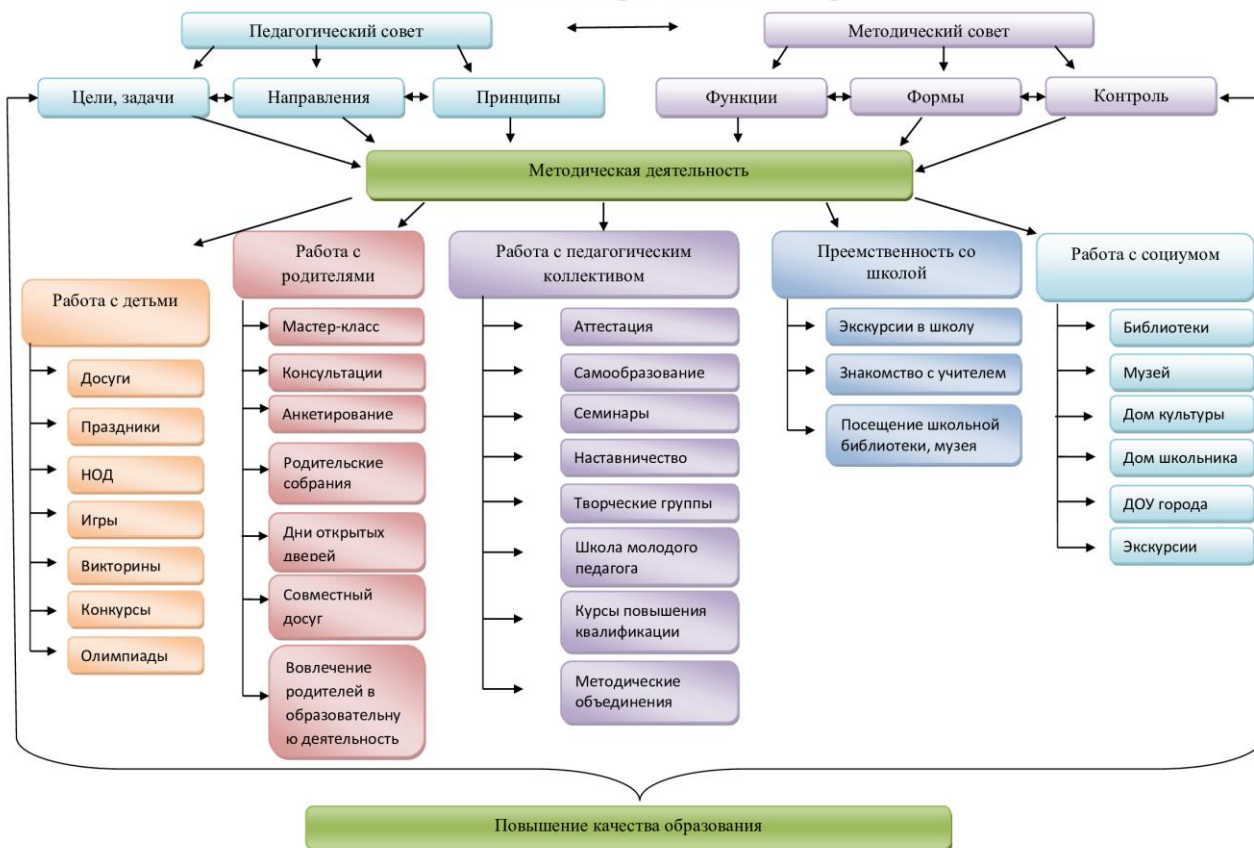 Педагогический совет
Методический совет
Цели, задачи
Направления
Принципы
Функции
Формы
Контроль
Методическая деятельность
Работа с детьми
Досуги
Праздники
НОД
Игры
Викторины
Конкурсы
Олимпиады
Работа с
родителями
Мастер-класс
Консультации
Анкетирование
Родительские
собрания
Дни открытых
дверей
Совместный
досуг
Вовлечение
родителей в
образовательну
ю деятельность
Работа с педагогическим
коллективом
Аттестация
Самообразование
Семинары
Наставничество
Творческие группы
Школа молодого
педагога
Курсы повышения
квалификации
Методические
объединения
Преемственность со
школой
Экскурсии в школу
Знакомство с учителем
Посещение школьной
библиотеки, музея
Работа с социумом
Библиотеки
Музей
Дом культуры
Дом школьника
ДОУ города
Экскурсии
Повышение качества образования